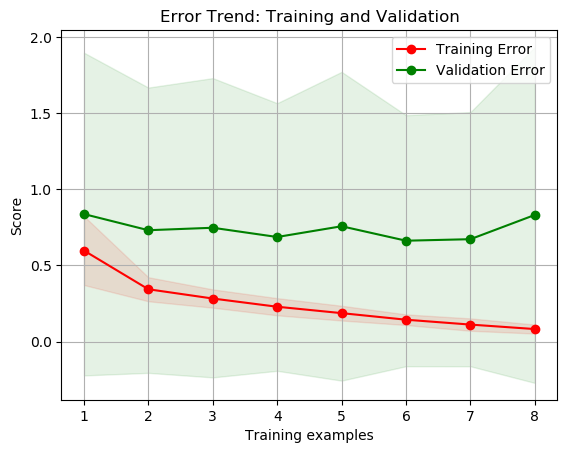 Error Trend: Training and Validation
Training Error
Validation Error
2.0
1.5
1.0
0.5
0.0
Score
1 2 3 4 5 6 7 8
Training examples